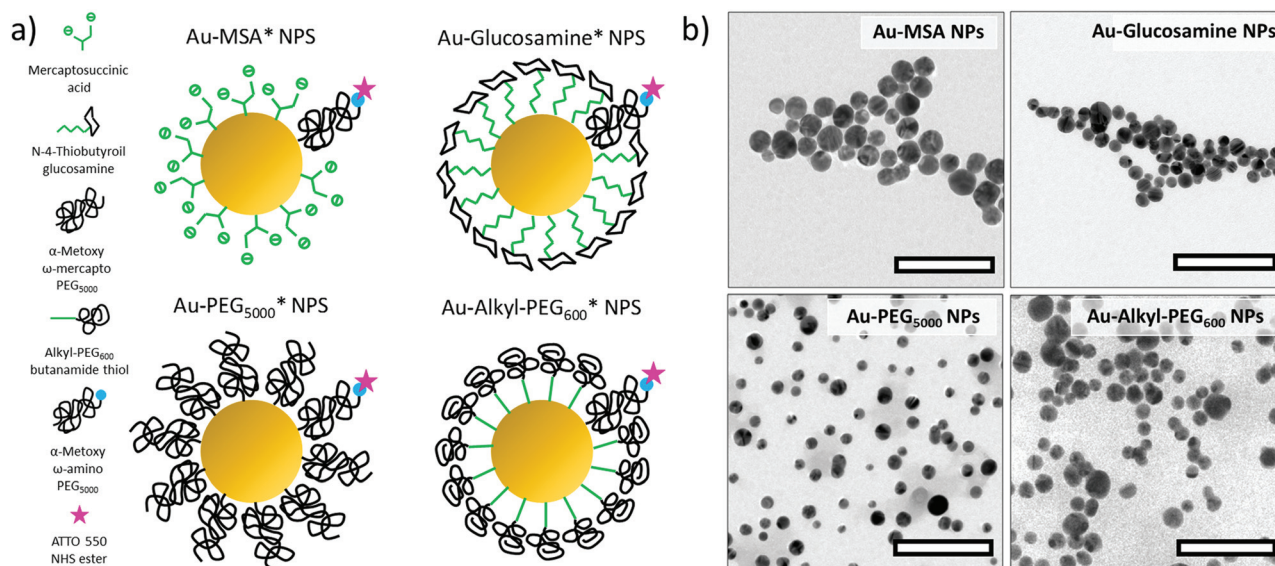 a)
Mercaptosuccinic
acid
N-4-Thiobutyroil
glucosamine
α-Metoxy
ω-mercapto
PEG5000
Alkyl-PEG600
butanamide thiol
α-Metoxy
ω-amino
PEG5000
ATTO 550
NHS ester
Au-MSA* NPS
Au-Glucosamine* NPS
Au-PEG5000* NPS
Au-Alkyl-PEG600* NPS
b)
Au-MSA NPs
Au-Glucosamine NPs
Au-PEG5000 NPs
Au-Alkyl-PEG600 NPs